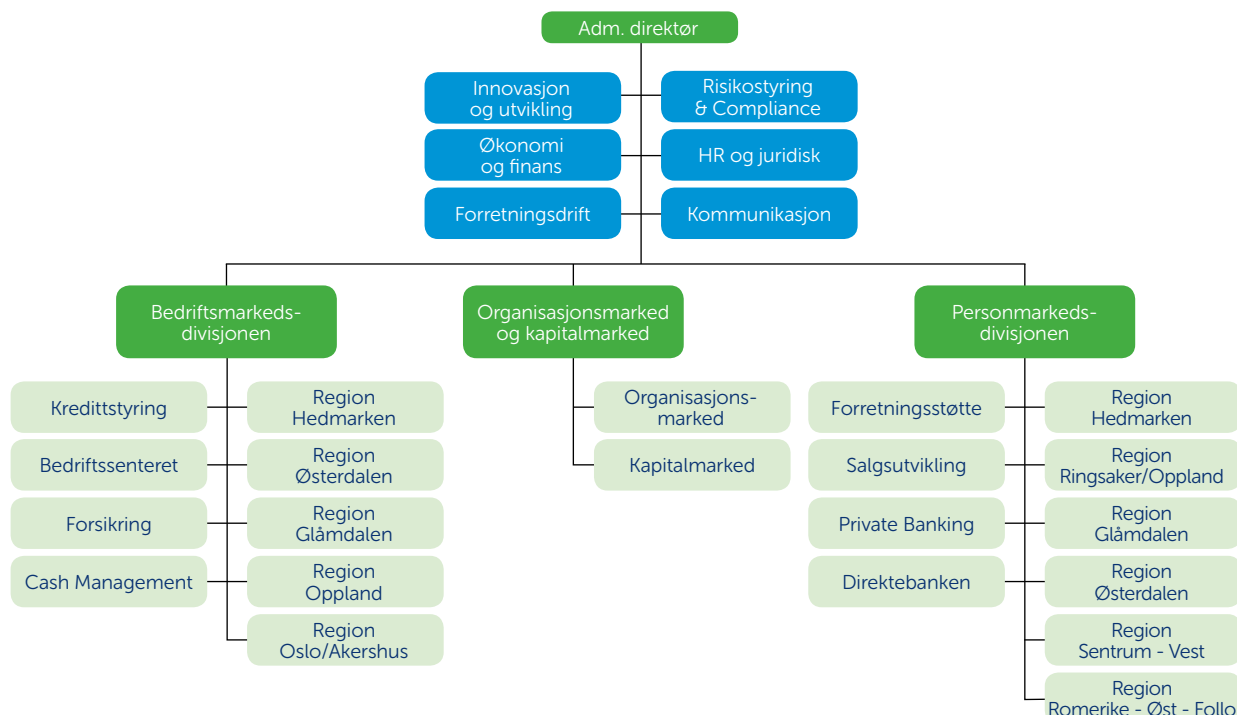 Adm. direktør
Innovasjon
og utvikling
Risikostyring
& Compliance
Økonomi
og finans
HR og juridisk
Forretningsdrift
Kommunikasjon
Bedriftsmarkeds-
divisjonen
Organisasjonsmarked
og kapitalmarked
Personmarkeds-
divisjonen
Kredittstyring
Region
Hedmarken
Bedriftssenteret
Region
Østerdalen
Forsikring
Region
Glåmdalen
Cash Management
Region
Oppland
Region
Oslo/Akershus
Organisasjons-
marked
Kapitalmarked
Forretningsstøtte
Region
Hedmarken
Salgsutvikling
Region
Ringsaker/Oppland
Private Banking
Region
Glåmdalen
Direktebanken
Region
Østerdalen
Region
Sentrum - Vest
Region
Romerike - Øst - Follo